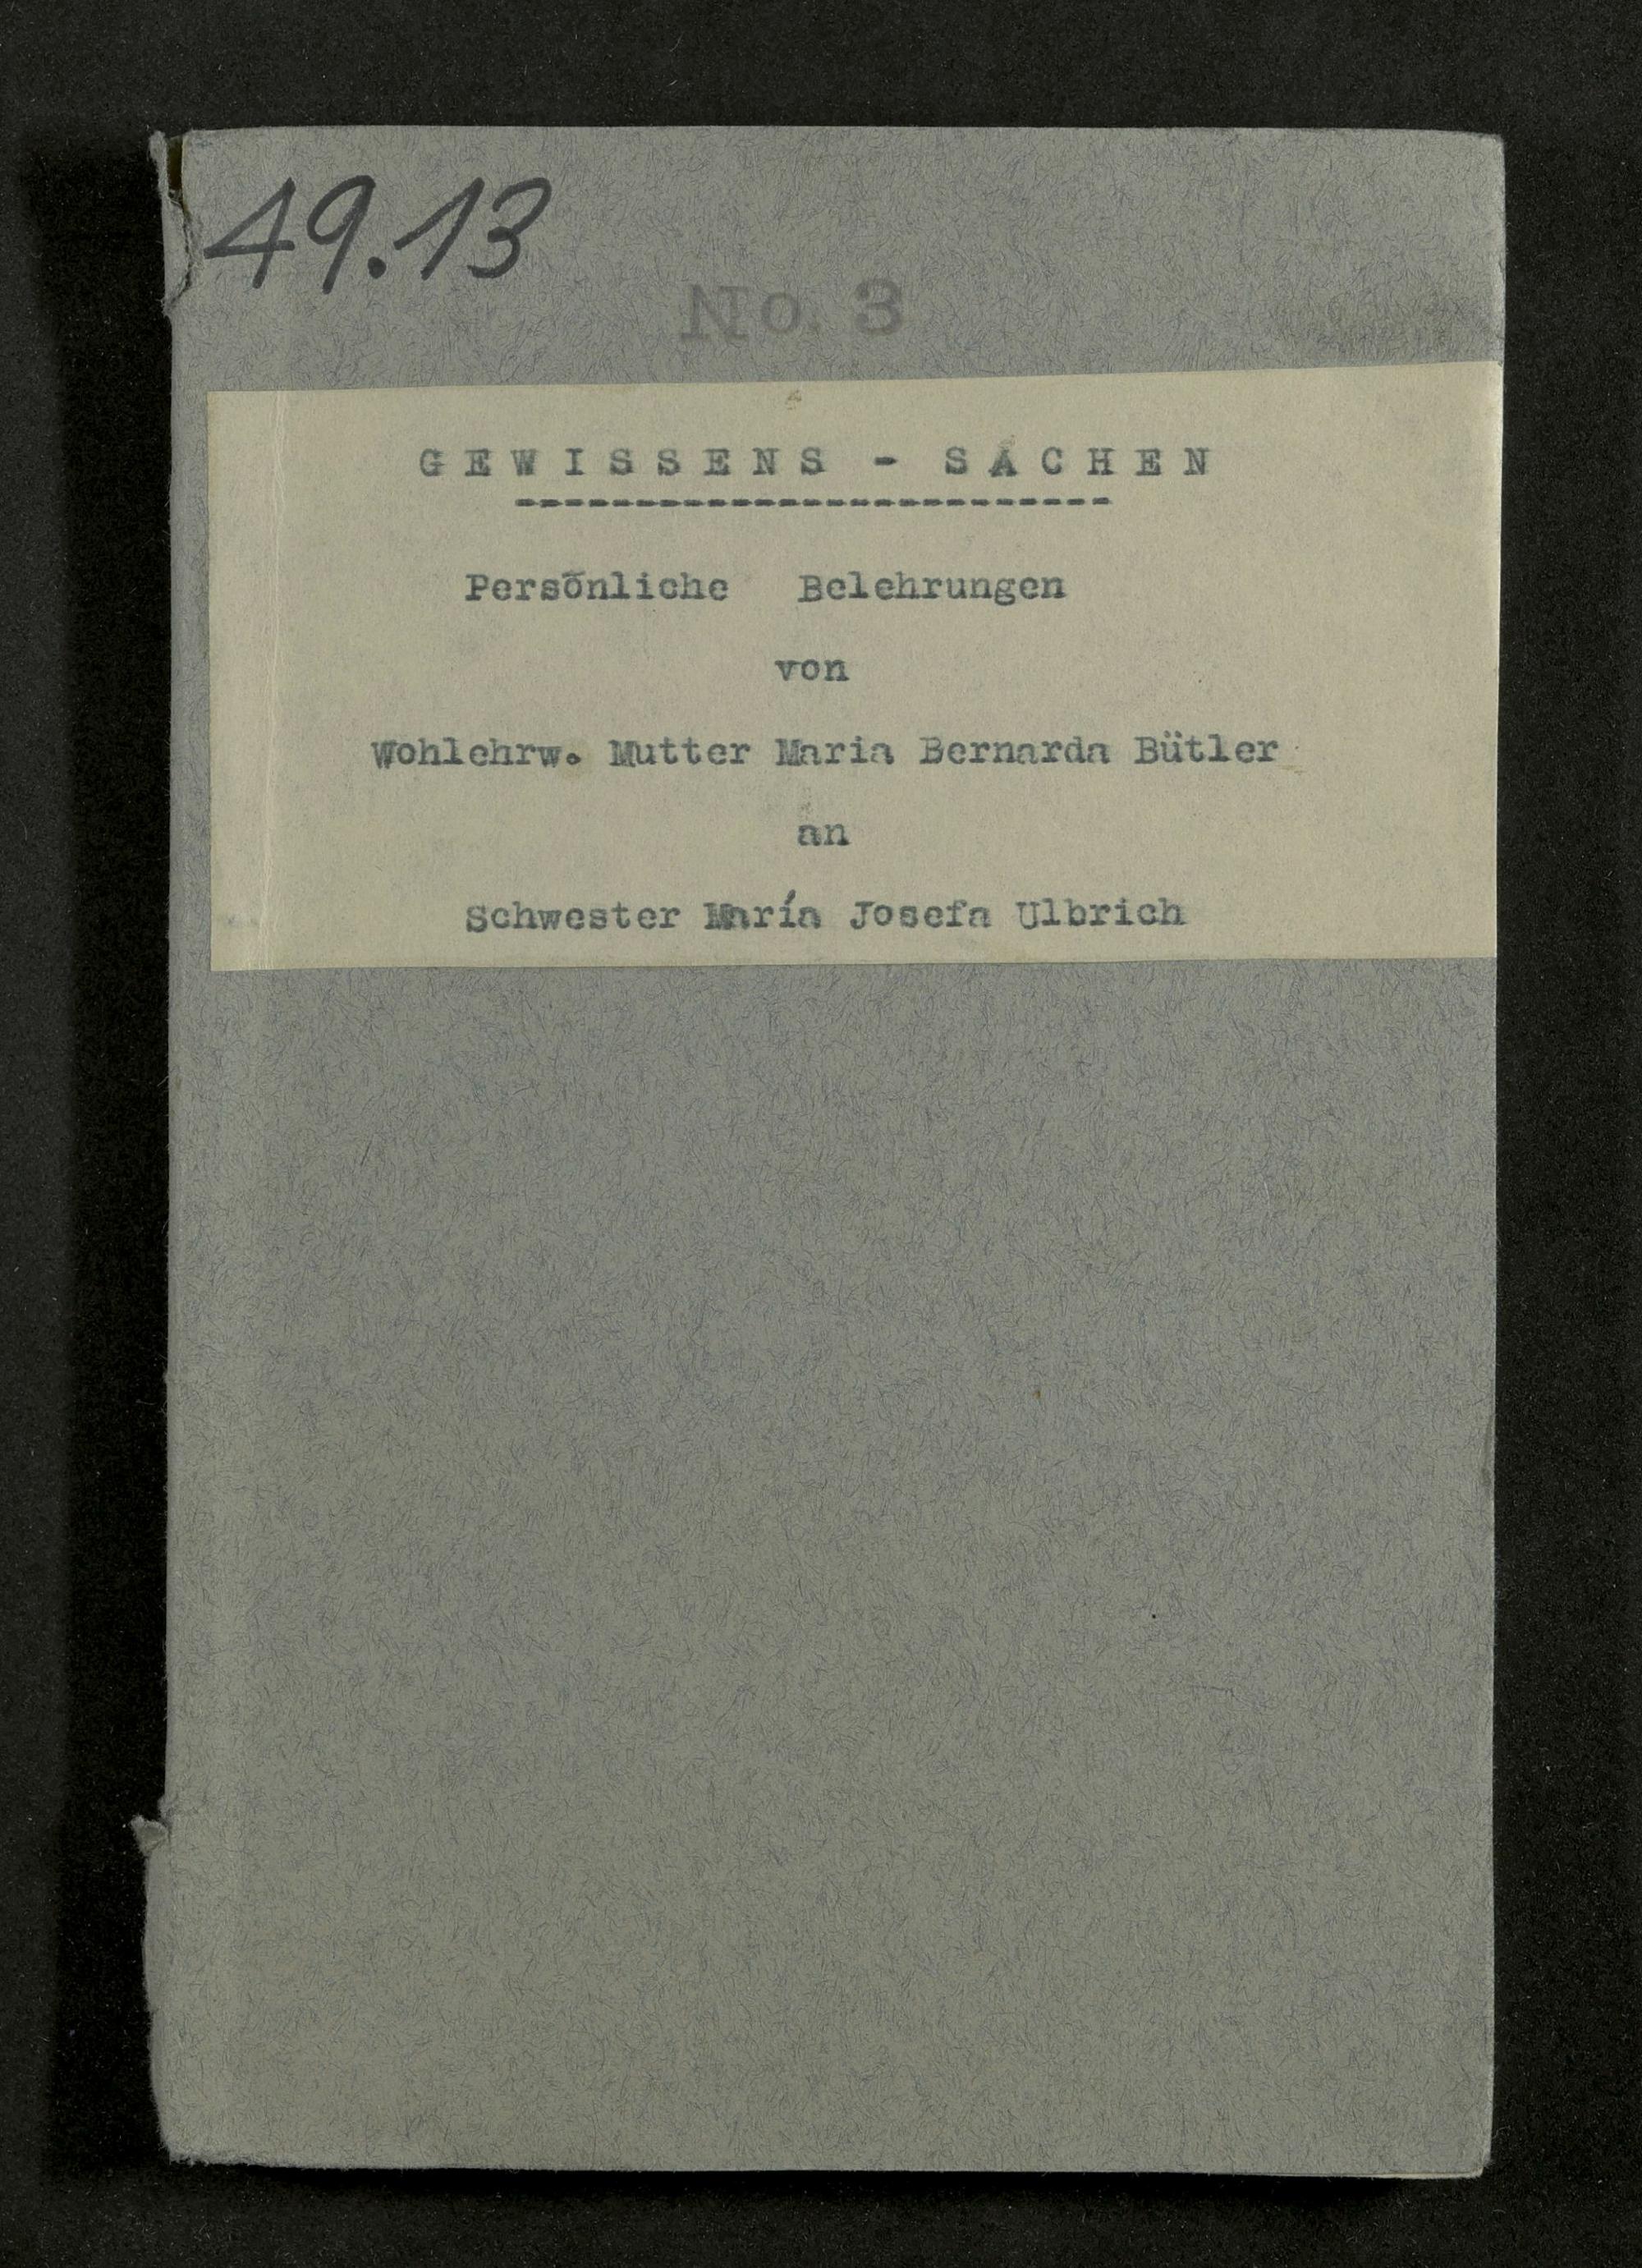 49.13
No. 3
GEWISSENS - SACHEN
Persönliche Belehrungen
von
Wohlehrw. Mutter Maria Bernarda Bütler
an
Schwester María Josefa Ulbrich